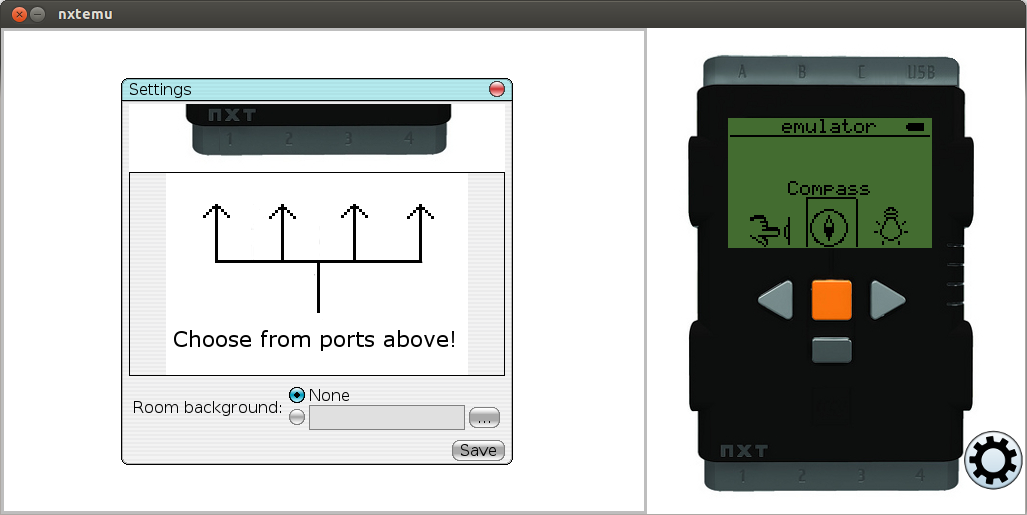 nxtemu
Settings
NXT
1 2 3 4
Choose from ports above!
Room background:
None
...
Save
A B C USB
emulator
Compass
NXT
1 2 3 4